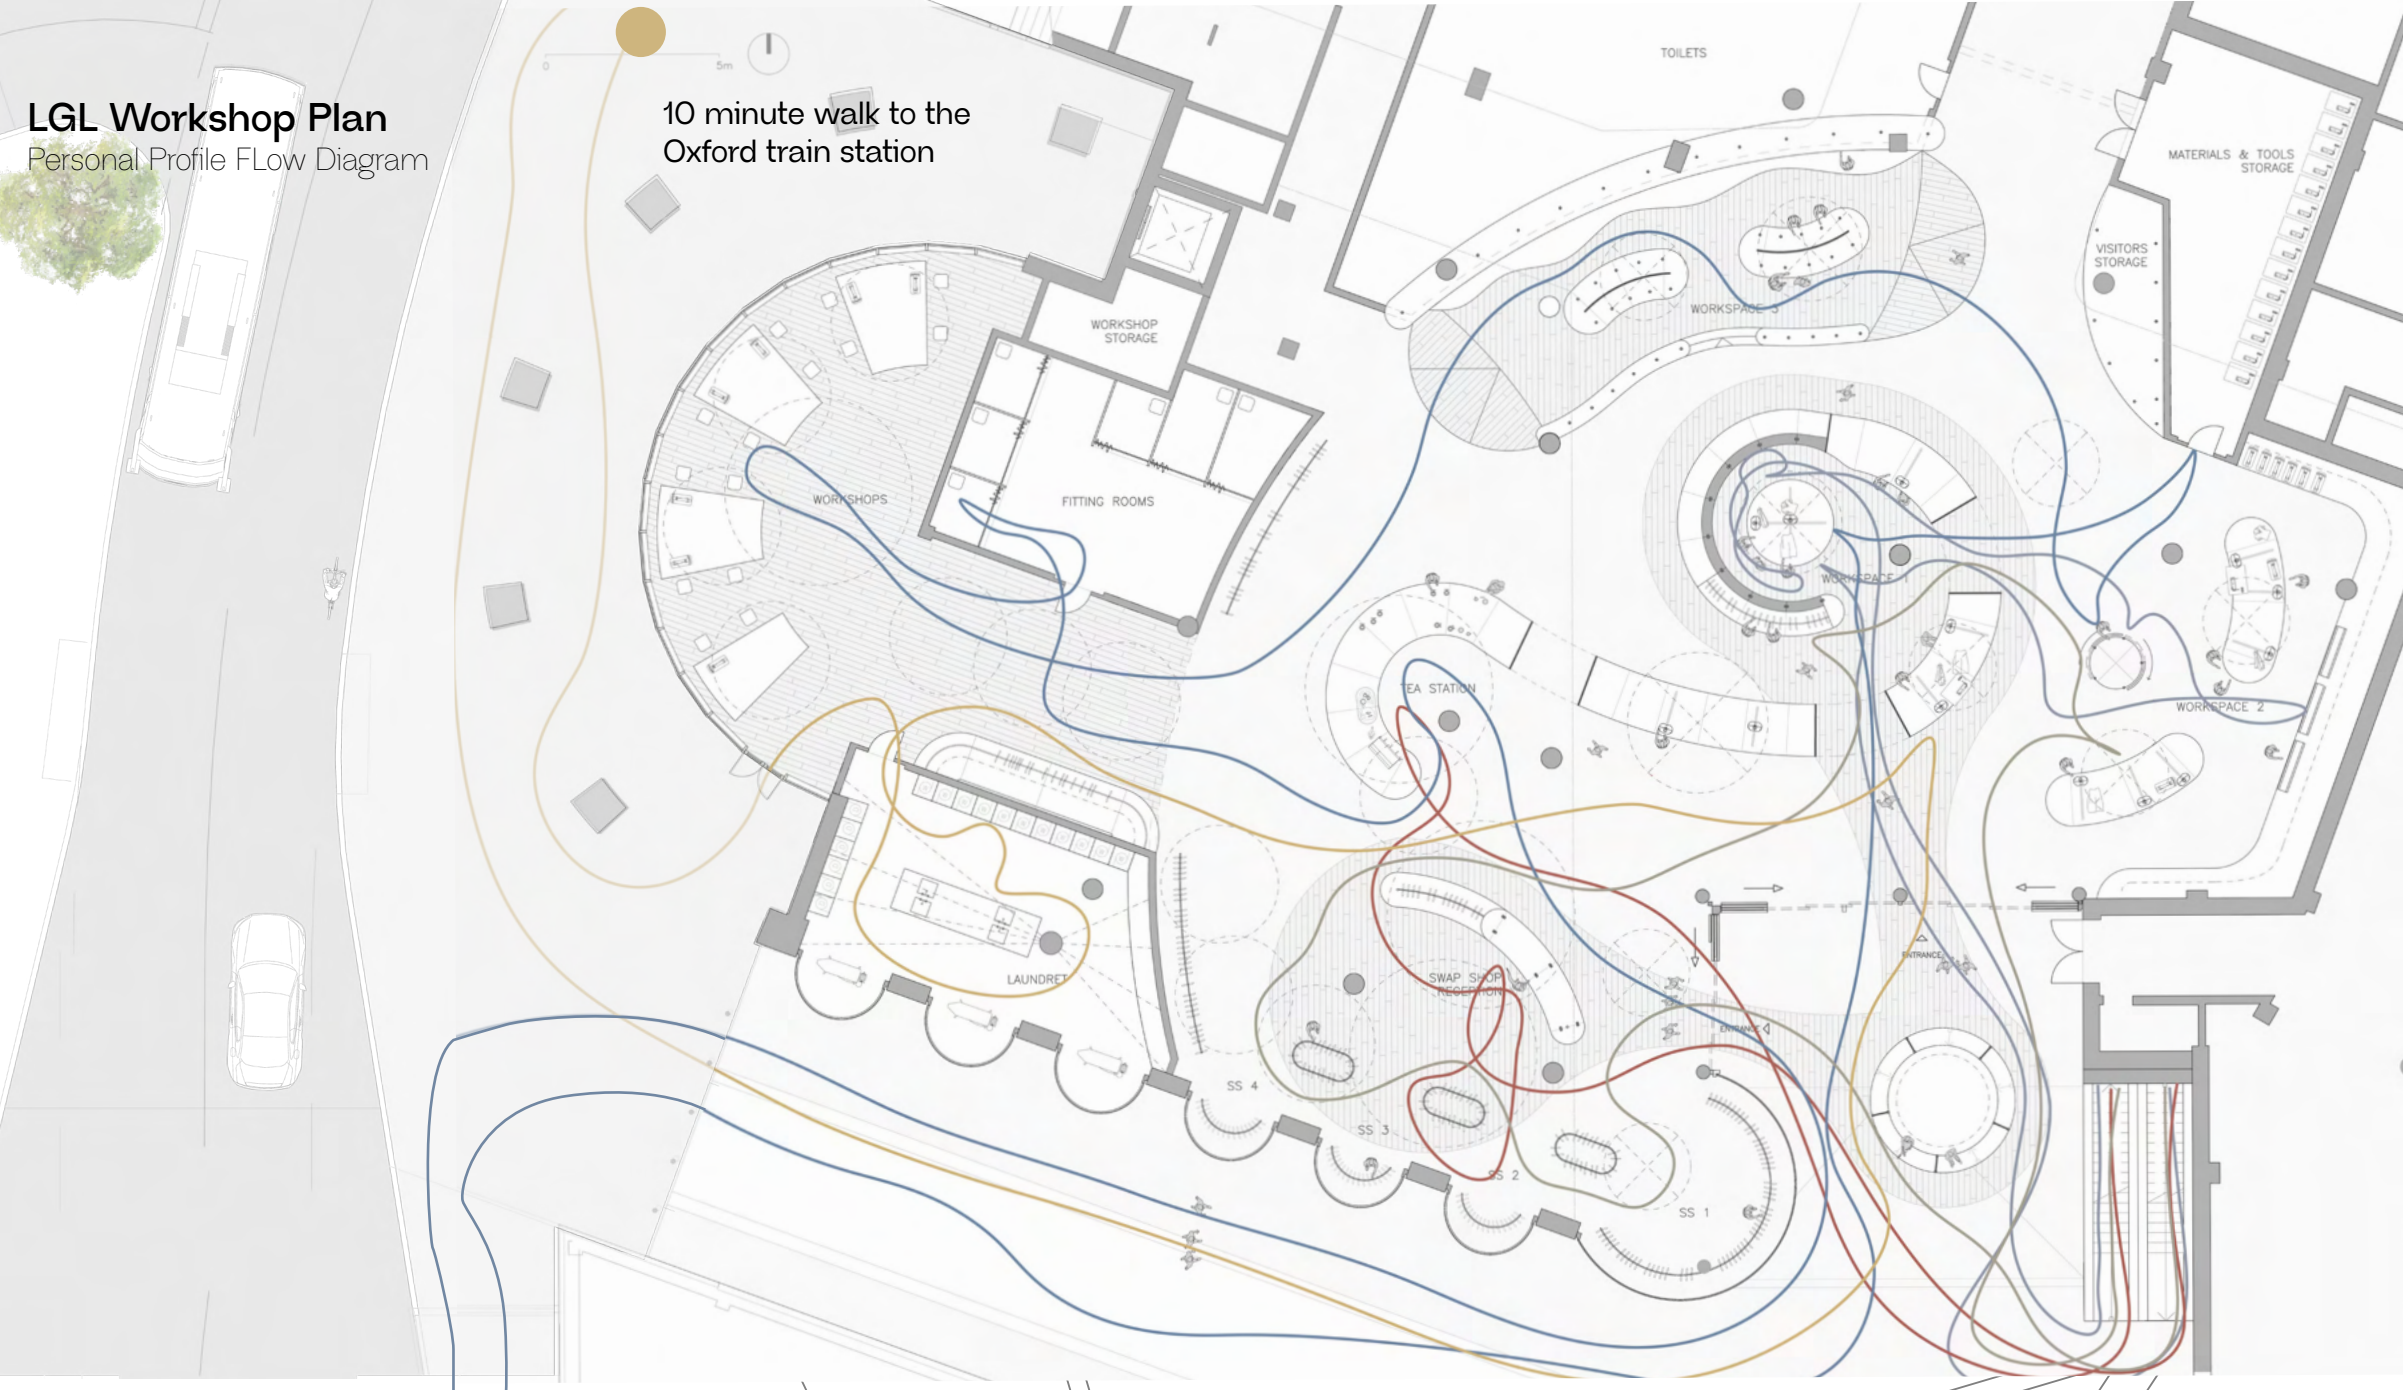 LGL Workshop Plan
Personal Profile FLow Diagram
0
5m
10 minute walk to the
Oxford train station
TOILETS
MATERIALS & TOOLS
STORAGE
VISITORS
STORAGE
WORKSHOP
STORAGE
WORKSPACE 3
WORKSHOPS
FITTING ROOMS
WORKSPACE 1
TEA STATION
WORKSPACE 2
LAUNDRET
SWAP SHOP
RECEPTION
ENTRANCE
ENTRANCE
SS 4
SS 3
SS 2
SS 1